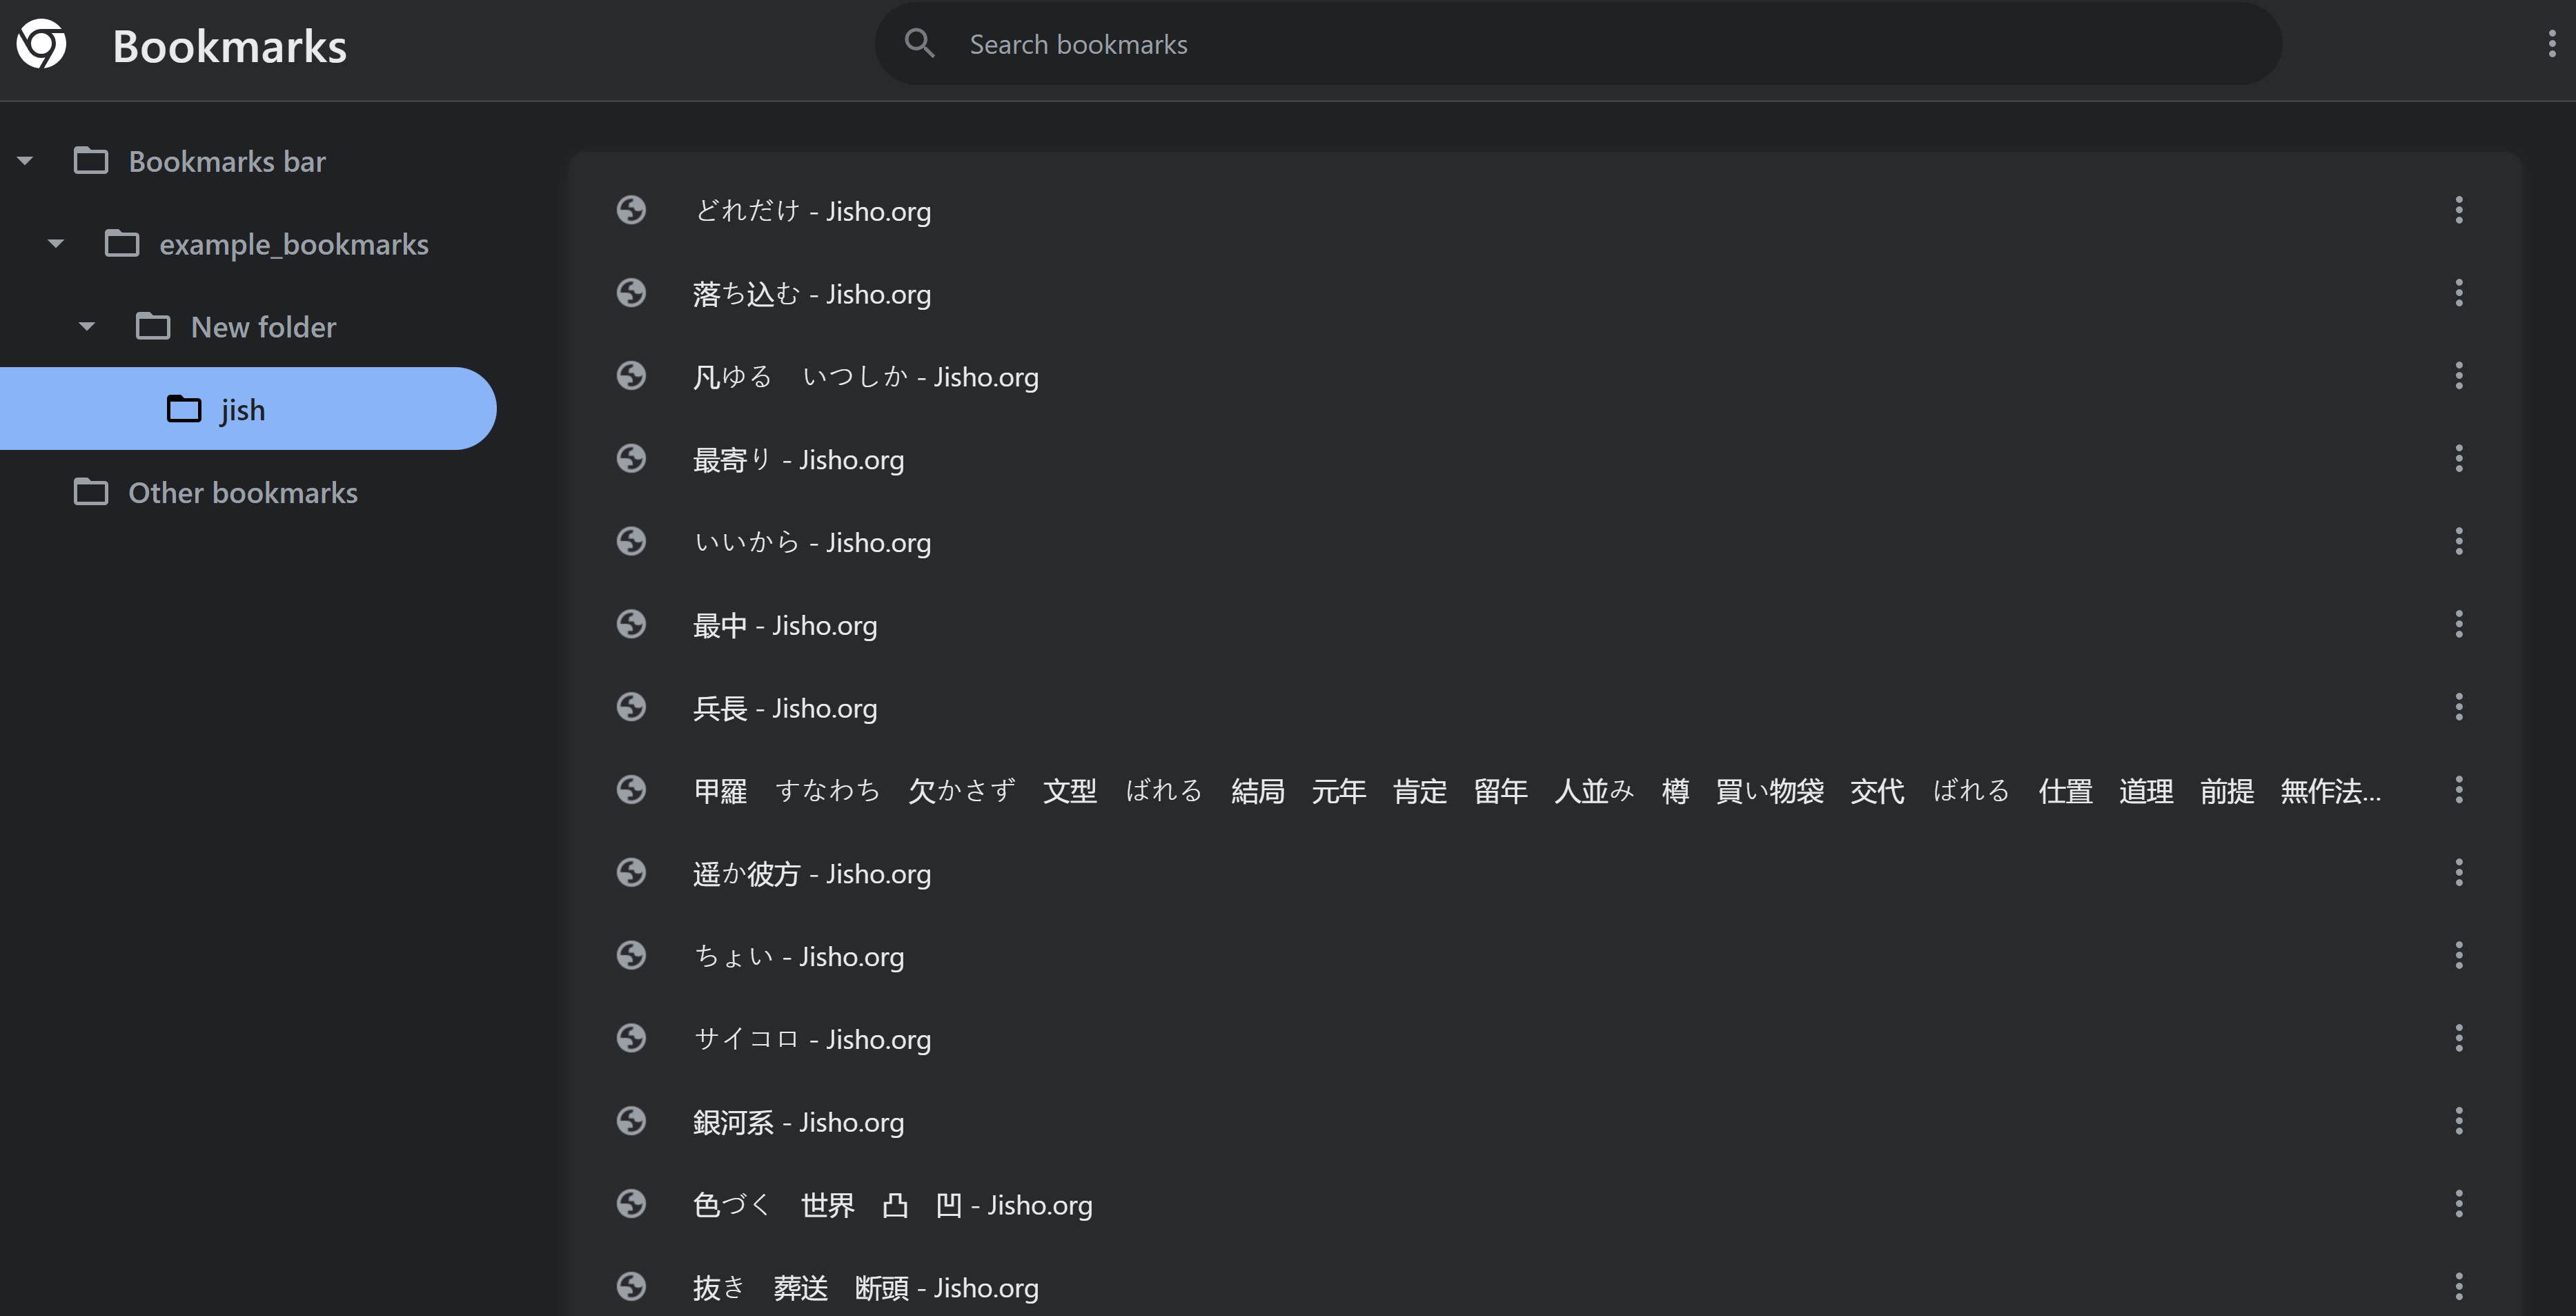 Bookmarks
Search bookmarks
Bookmarks bar
example_bookmarks
New folder
jish
Other bookmarks
どれだけ - Jisho.org
落ち込む - Jisho.org
凡ゆる　いつしか - Jisho.org
最寄り - Jisho.org
いいから - Jisho.org
最中 - Jisho.org
兵長 - Jisho.org
甲羅　すなわち　欠かさず　文型　ばれる　結局　元年　肯定　留年　人並み　樽　買い物袋　交代　ばれる　仕置　道理　前提　無作法...
遥か彼方 - Jisho.org
ちょい - Jisho.org
サイコロ - Jisho.org
銀河系 - Jisho.org
色づく　世界　凸　凹 - Jisho.org
抜き　葬送　断頭 - Jisho.org